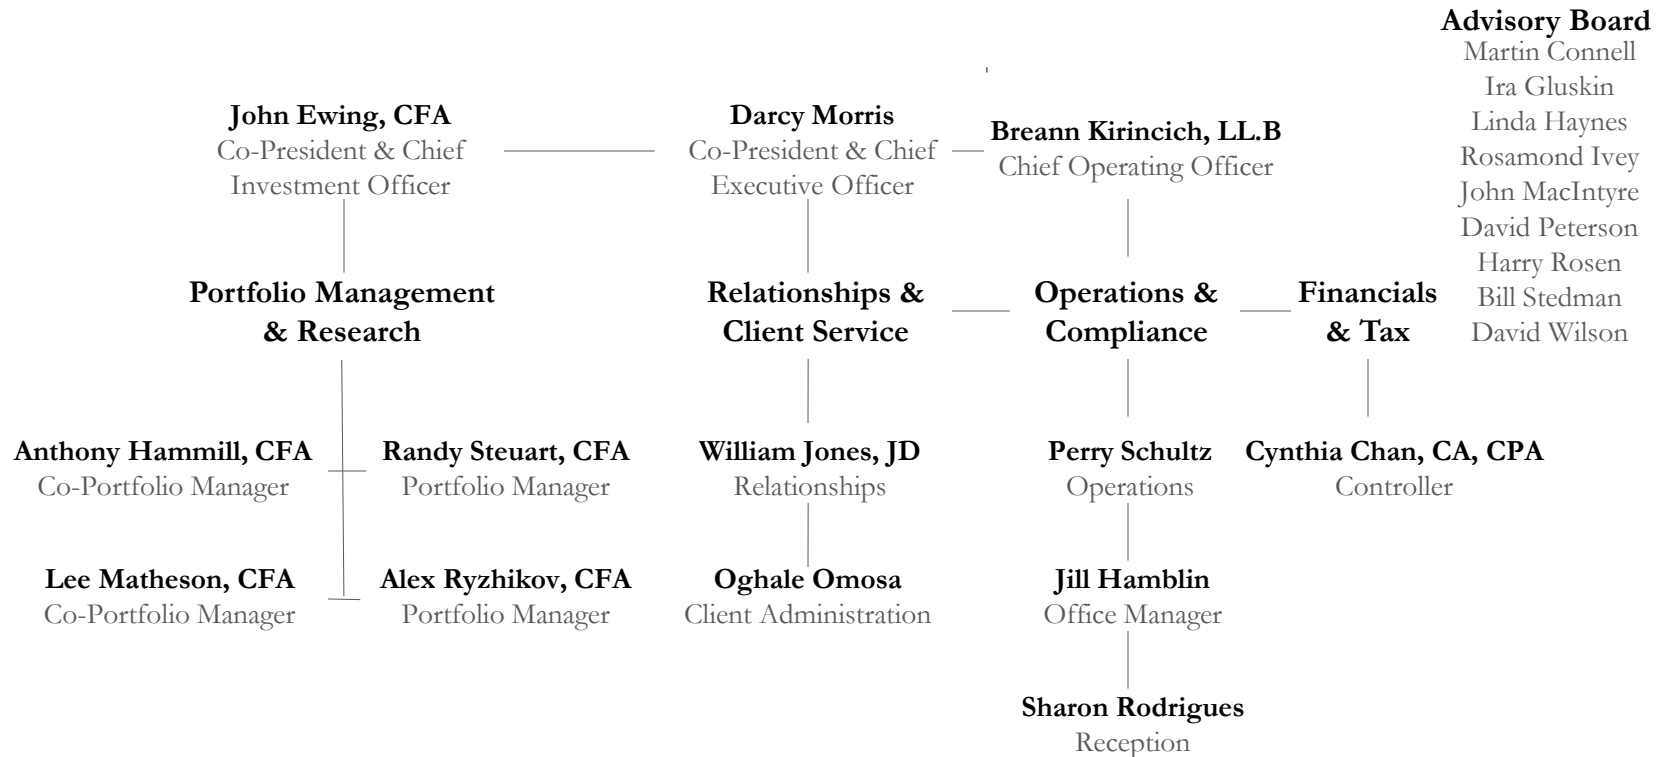 Advisory Board
Martin Connell
Ira Gluskin
Linda Haynes
Rosamond Ivey
John MacIntyre
David Peterson
Harry Rosen
Bill Stedman
David Wilson
John Ewing, CFA
Co-President & Chief
Investment Officer
Darcy Morris
Co-President & Chief
Executive Officer
Breann Kirincich, LL.B
Chief Operating Officer
Portfolio Management
& Research
Relationships &
Client Service
Operations &
Compliance
Financials
& Tax
Anthony Hammill, CFA
Co-Portfolio Manager
Randy Steuart, CFA
Portfolio Manager
William Jones, JD
Relationships
Perry Schultz
Operations
Cynthia Chan, CA, CPA
Controller
Lee Matheson, CFA
Co-Portfolio Manager
Alex Ryzhikov, CFA
Portfolio Manager
Oghale Omosa
Client Administration
Jill Hamblin
Office Manager
Sharon Rodrigues
Reception